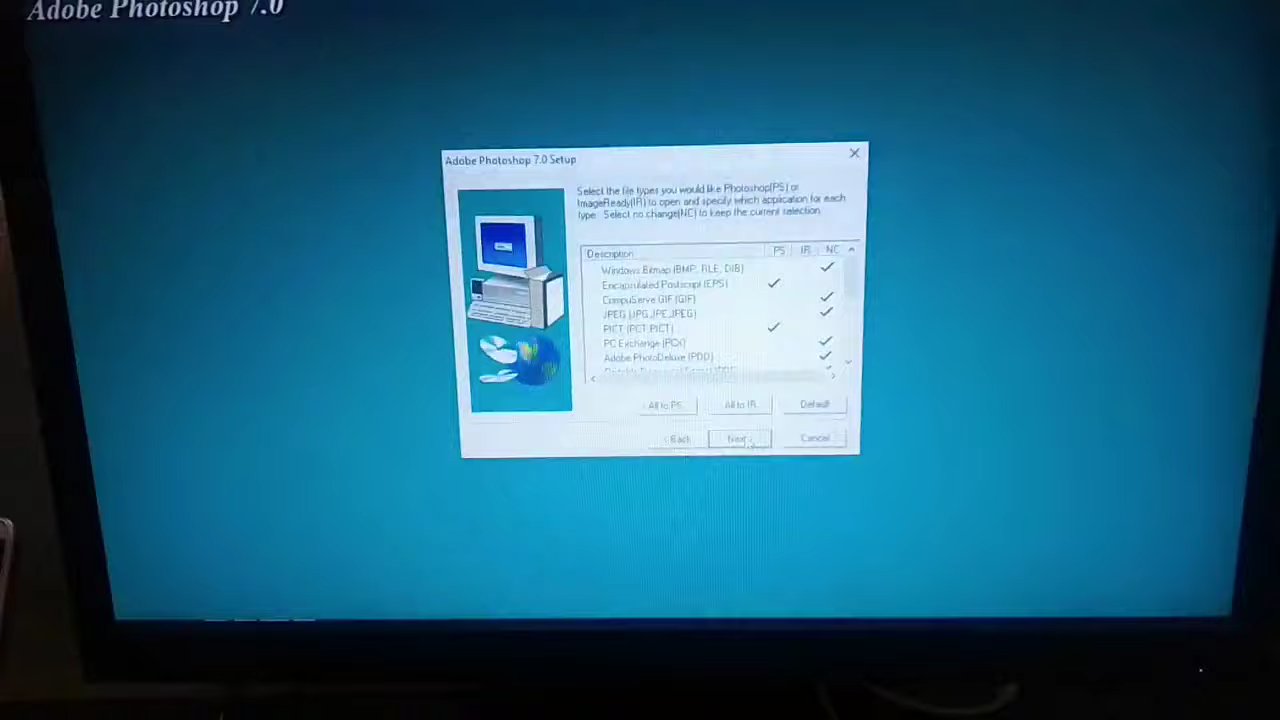 Adobe Photoshop 7.0
Adobe Photoshop 7.0 Setup
Select the file types you would like Photoshop(PS) or
ImageReady(IR) to open and specify which application for each
type. Select no change(NC) to keep the current selection.
Description PS IR NC
Windows Bitmap (BMP, RLE, DIB)
Encapsulated Postscript (EPS)
CompuServe GIF (GIF)
JPEG (JPG,JPE,JPEG)
PICT (PCT,PICT)
PC Exchange (PCX)
Adobe PhotoDeluxe (PDD)
All to PS All to IR Default
< Back Next > Cancel